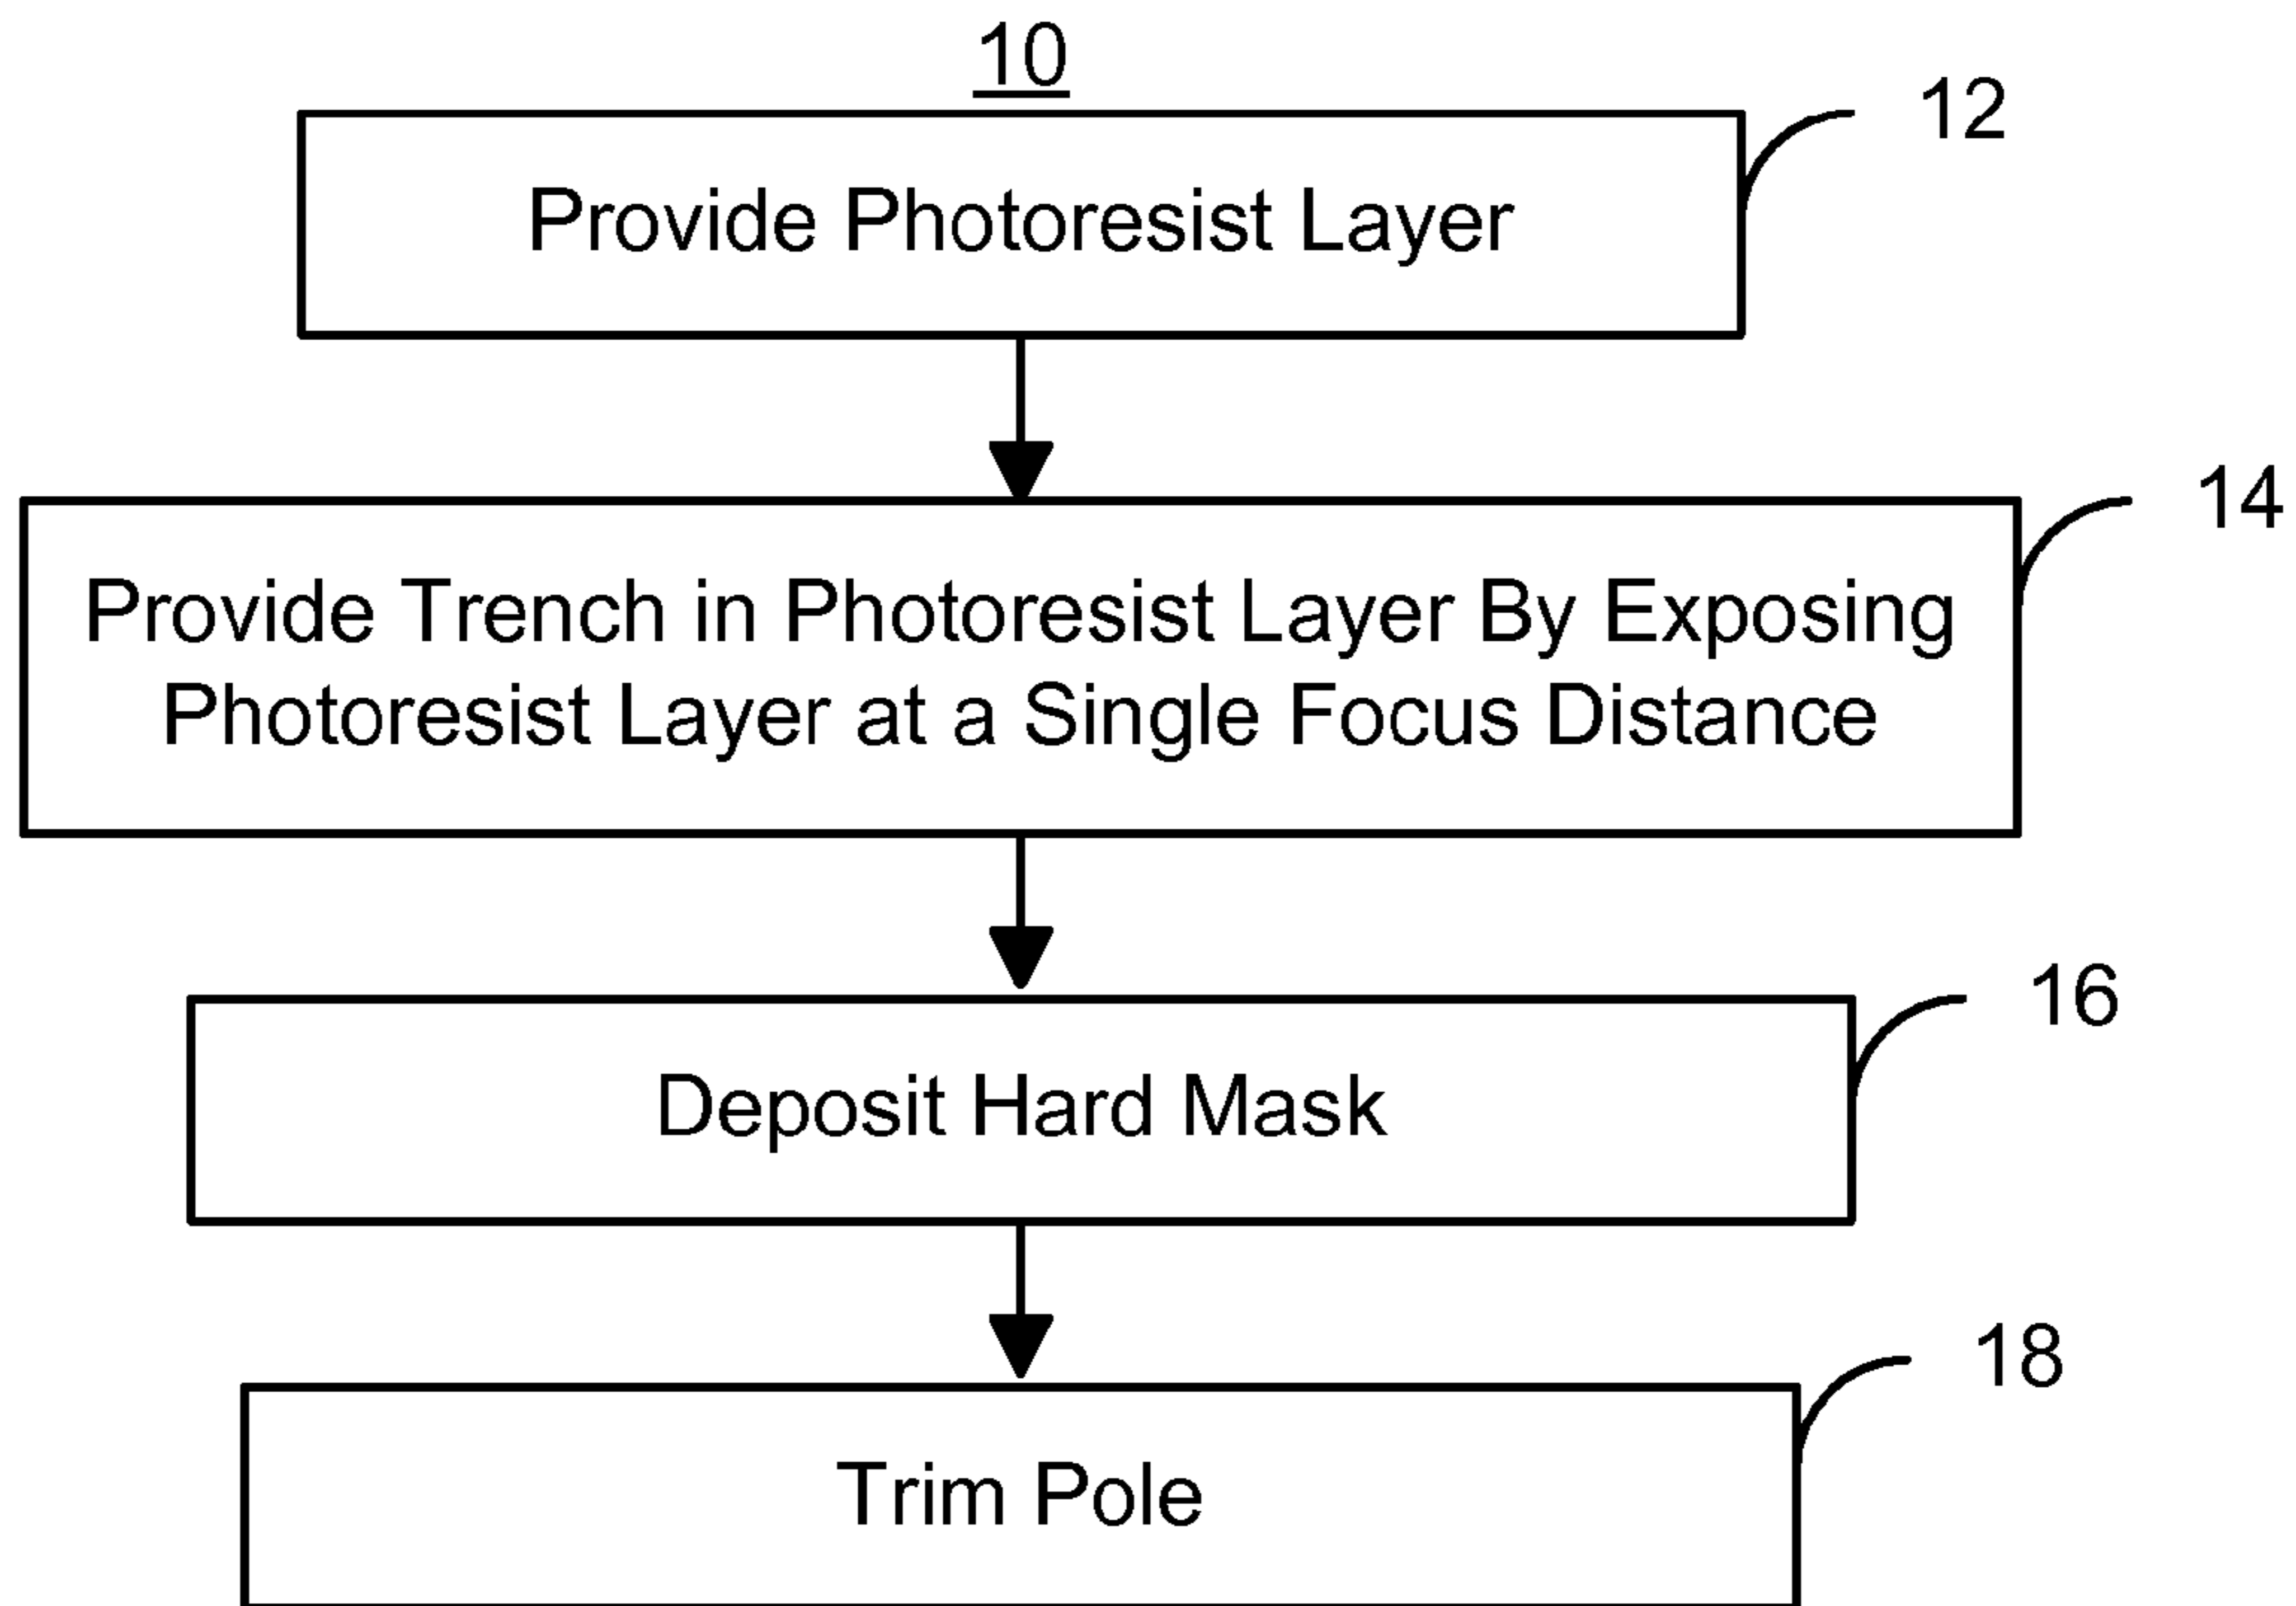 10
12
Provide Photoresist Layer
14
Provide Trench in Photoresist Layer By Exposing
Photoresist Layer at a Single Focus Distance
16
Deposit Hard Mask
18
Trim Pole